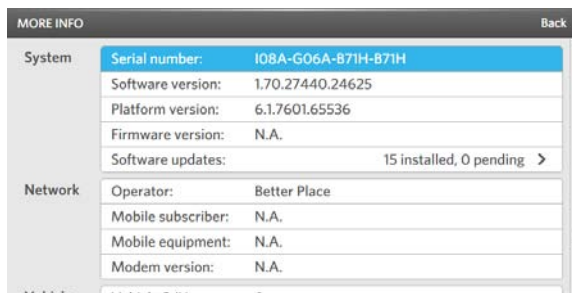 MORE INFO Back
System Serial number: I08A-G06A-B71H-B71H
Software version: 1.70.27440.24625
Platform version: 6.1.7601.65536
Firmware version: N.A.
Software updates: 15 installed, 0 pending >
Network Operator: Better Place
Mobile subscriber: N.A.
Mobile equipment: N.A.
Modem version: N.A.